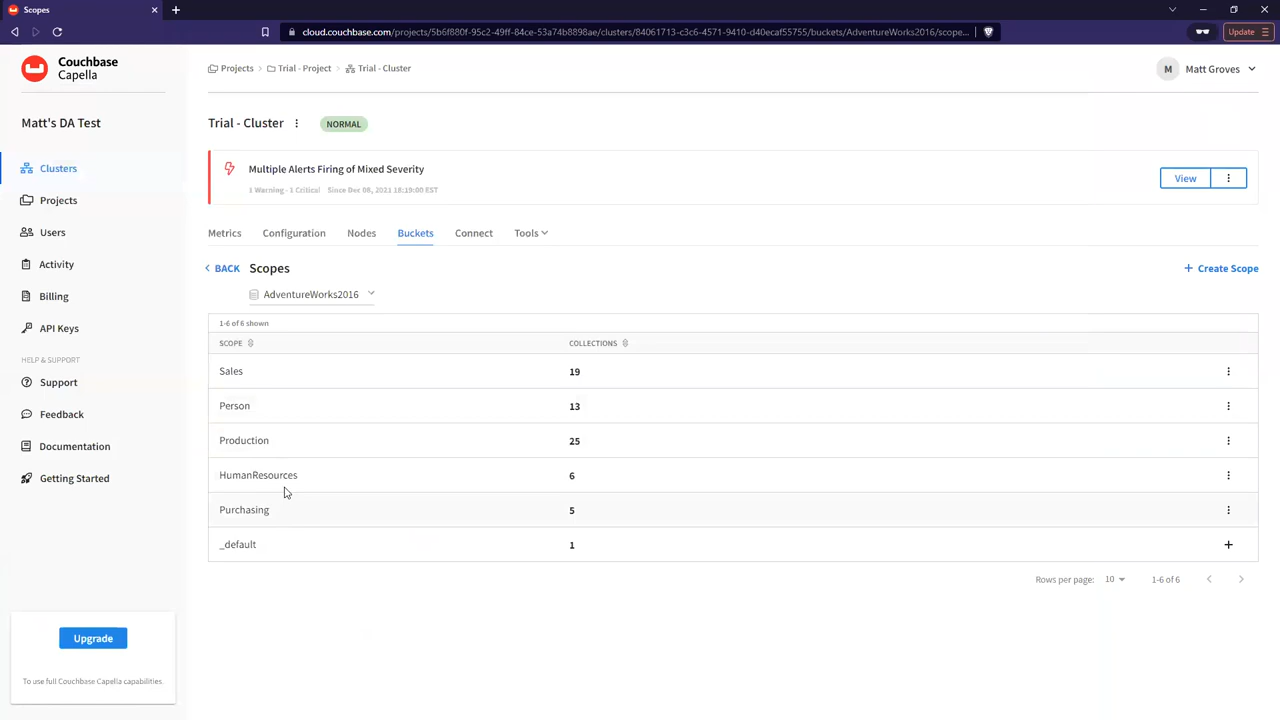 Scopes
cloud.couchbase.com/projects/5b6f880f-95c2-49ff-84ce-53a74b8898ae/clusters/84061713-c3c6-4571-9410-d40ecaf55755/buckets/AdventureWorks2016/scope...
Update
Couchbase
Capella
Matt's DA Test
Clusters
Projects
Users
Activity
Billing
API Keys
HELP & SUPPORT
Support
Feedback
Documentation
Getting Started
Upgrade
To use full Couchbase Capella capabilities.
Projects > Trial - Project > Trial - Cluster
M Matt Groves
Trial - Cluster NORMAL
Multiple Alerts Firing of Mixed Severity
1 Warning - 1 Critical Since Dec 08, 2021 18:19:00 EST
View
Metrics Configuration Nodes Buckets Connect Tools
< BACK Scopes
+ Create Scope
AdventureWorks2016
1-6 of 6 shown
SCOPE COLLECTIONS
Sales 19
Person 13
Production 25
HumanResources 6
Purchasing 5
_default 1 +
Rows per page: 10 1-6 of 6 < >